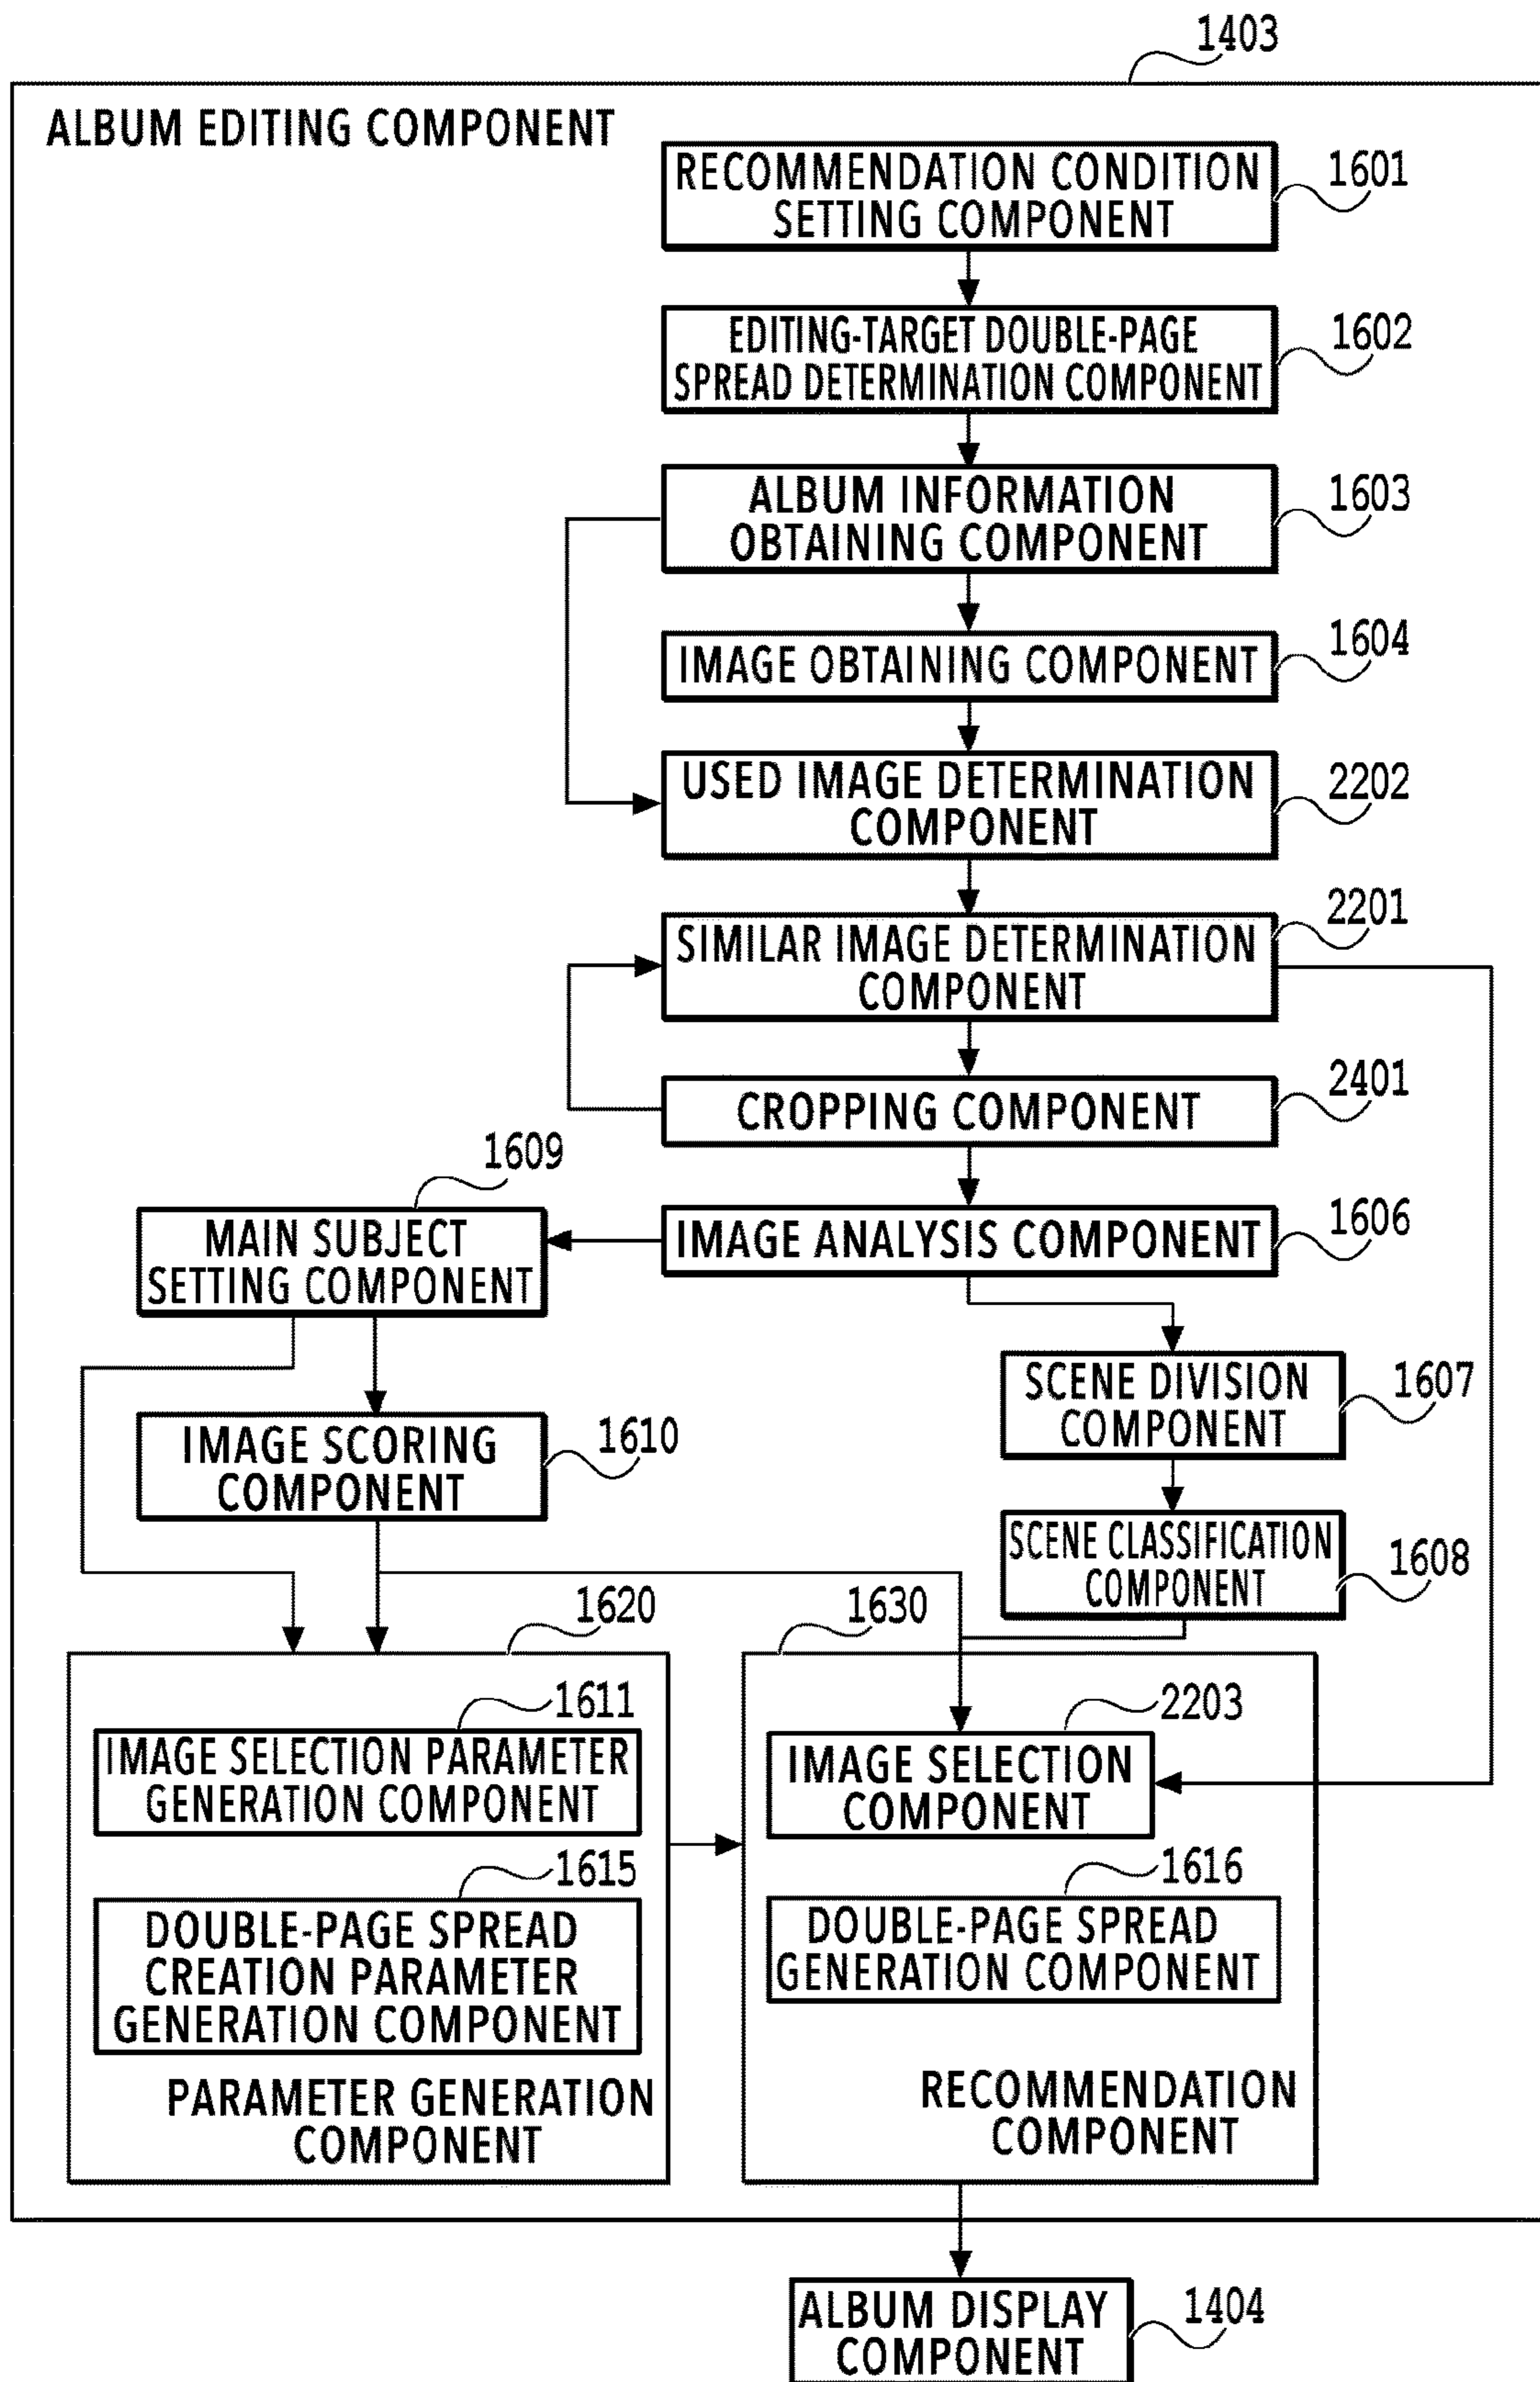 1403
ALBUM EDITING COMPONENT
RECOMMENDATION CONDITION
SETTING COMPONENT
1601
EDITING-TARGET DOUBLE-PAGE
SPREAD DETERMINATION COMPONENT
1602
ALBUM INFORMATION
OBTAINING COMPONENT
1603
IMAGE OBTAINING COMPONENT
1604
USED IMAGE DETERMINATION
COMPONENT
2202
SIMILAR IMAGE DETERMINATION
COMPONENT
2201
CROPPING COMPONENT
2401
1609
MAIN SUBJECT
SETTING COMPONENT
IMAGE ANALYSIS COMPONENT
1606
SCENE DIVISION
COMPONENT
1607
IMAGE SCORING
COMPONENT
1610
SCENE CLASSIFICATION
COMPONENT
1608
1620
1611
IMAGE SELECTION PARAMETER
GENERATION COMPONENT
1615
DOUBLE-PAGE SPREAD
CREATION PARAMETER
GENERATION COMPONENT
PARAMETER GENERATION
COMPONENT
1630
2203
IMAGE SELECTION
COMPONENT
1616
DOUBLE-PAGE SPREAD
GENERATION COMPONENT
RECOMMENDATION
COMPONENT
ALBUM DISPLAY
COMPONENT
1404